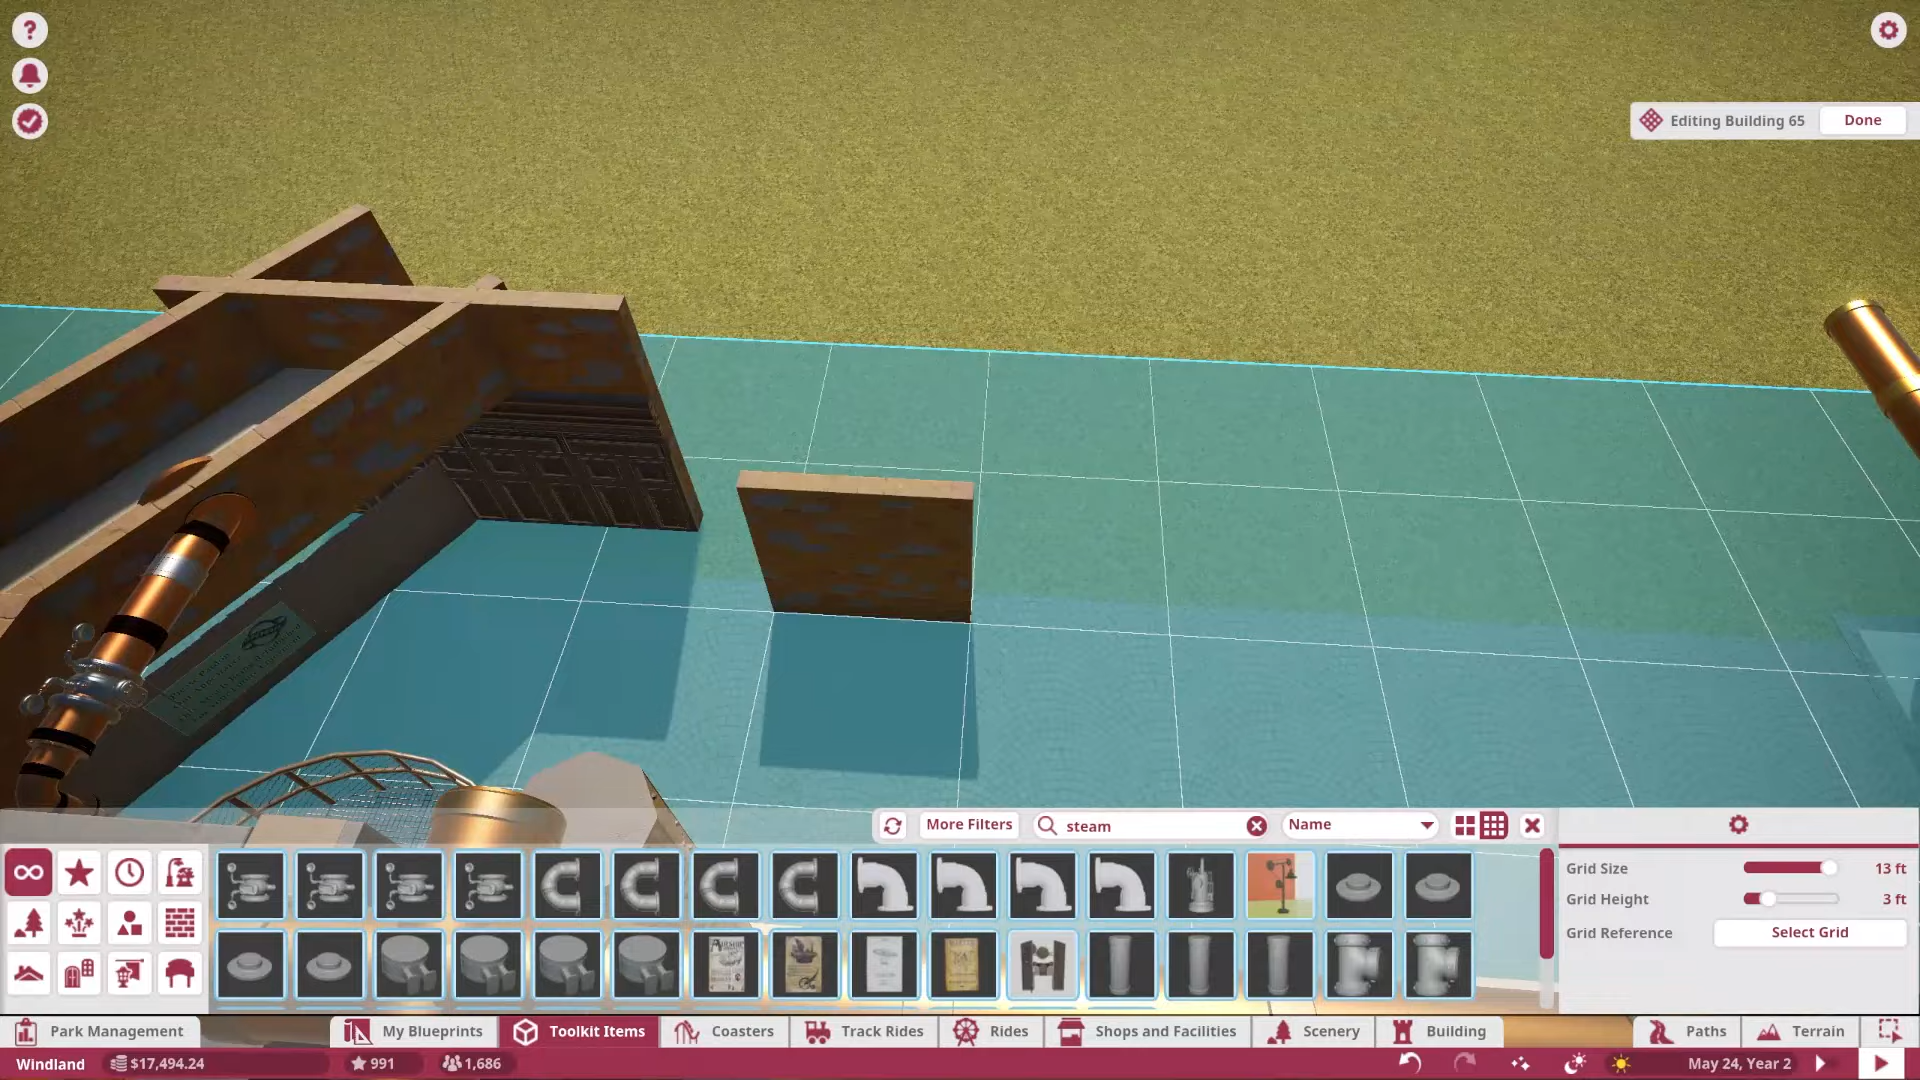 ?
Editing Building 65
Done
More Filters
steam
Name
Grid Size
13 ft
Grid Height
3 ft
Grid Reference
Select Grid
Park Management
My Blueprints
Toolkit Items
Coasters
Track Rides
Rides
Shops and Facilities
Scenery
Building
Paths
Terrain
Windland
$17,494.24
991
1,686
May 24, Year 2